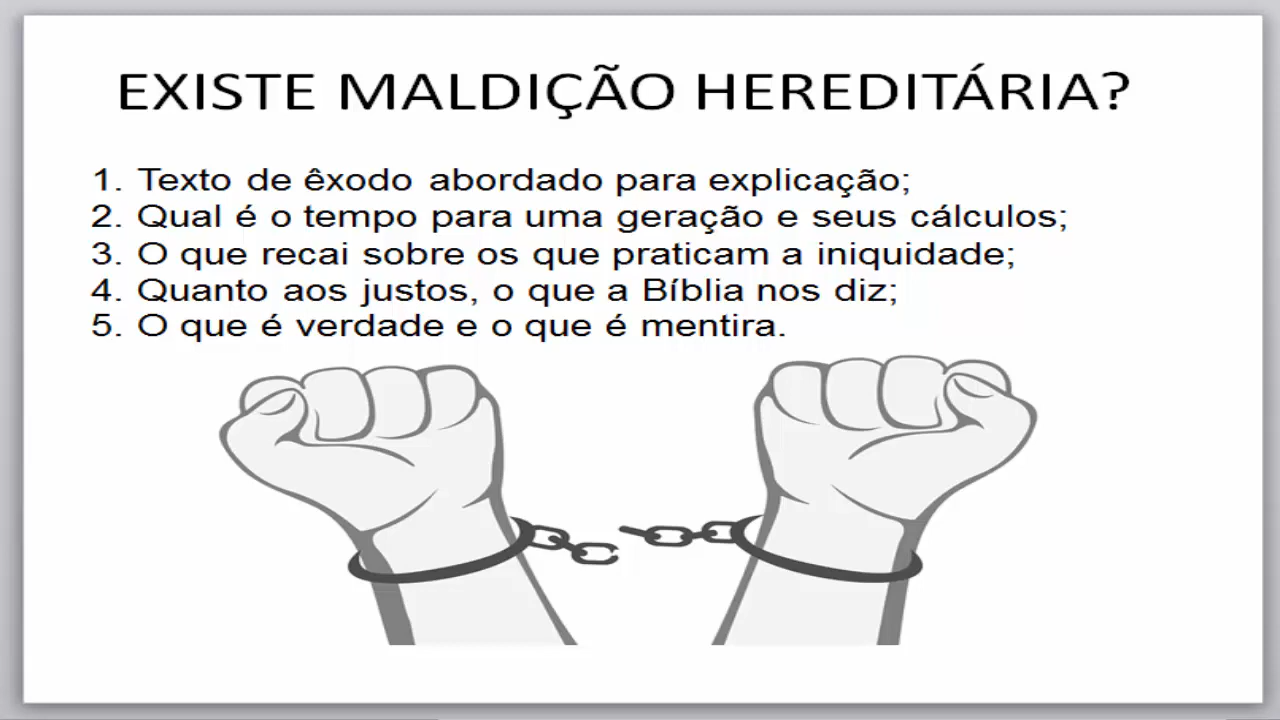 EXISTE MALDIÇÃO HEREDITÁRIA?
1. Texto de êxodo abordado para explicação;
2. Qual é o tempo para uma geração e seus cálculos;
3. O que recai sobre os que praticam a iniquidade;
4. Quanto aos justos, o que a Bíblia nos diz;
5. O que é verdade e o que é mentira.